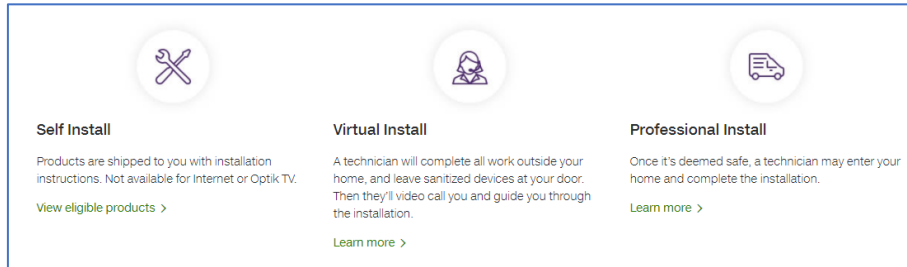 Self Install
Products are shipped to you with installation
instructions. Not available for Internet or Optik TV.
View eligible products >
Virtual Install
A technician will complete all work outside your
home, and leave sanitized devices at your door.
Then they'll video call you and guide you through
the installation.
Learn more >
Professional Install
Once it's deemed safe, a technician may enter your
home and complete the installation.
Learn more >